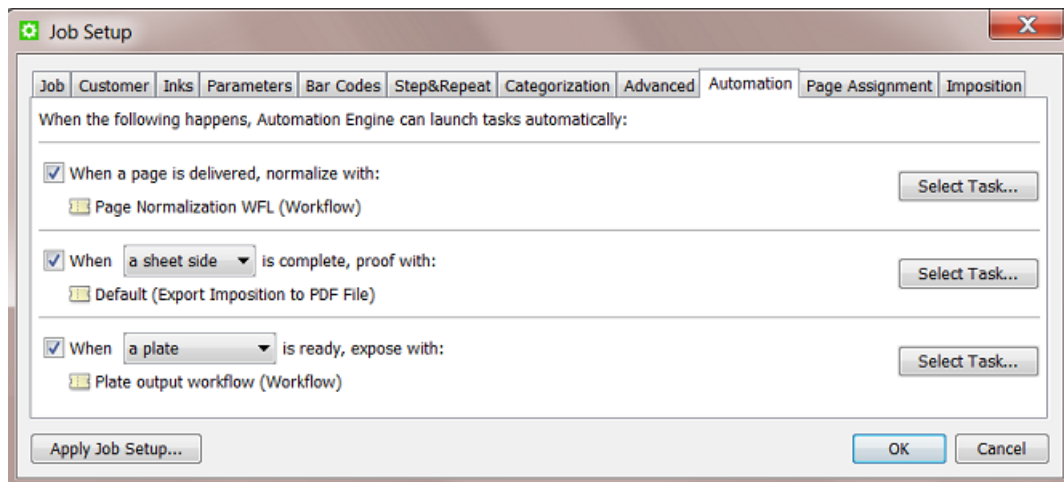 Job Setup
Job Customer Inks Parameters Bar Codes Step&Repeat Categorization Advanced Automation Page Assignment Imposition
When the following happens, Automation Engine can launch tasks automatically:
When a page is delivered, normalize with:
Select Task...
Page Normalization WFL (Workflow)
When a sheet side is complete, proof with:
Select Task...
Default (Export Imposition to PDF File)
When a plate is ready, expose with:
Select Task...
Plate output workflow (Workflow)
Apply Job Setup... OK Cancel